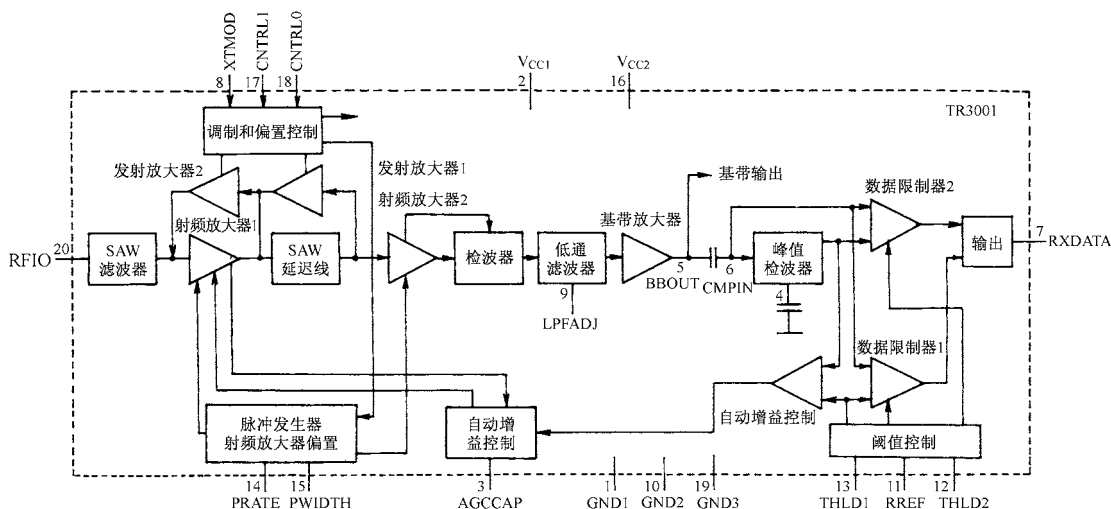 XTMOD
CNTRL1
CNTRL0
8
17
18
VCC1
2
VCC2
16
TR3001
调制和偏置控制
发射放大器2
发射放大器1
射频放大器1
射频放大器2
基带输出
基带放大器
数据限制器2
RFIO
20
SAW
滤波器
SAW
延迟线
检波器
低通
滤波器
9
LPFADJ
5
BBOUT
6
CMPIN
峰值
检波器
4
输出
7
RXDATA
数据限制器1
自动增益控制
脉冲发生器
射频放大器偏置
自动增
益控制
阈值控制
14
PRATE
15
PWIDTH
3
AGCCAP
1
GND1
10
GND2
19
GND3
13
THLD1
11
RREF
12
THLD2